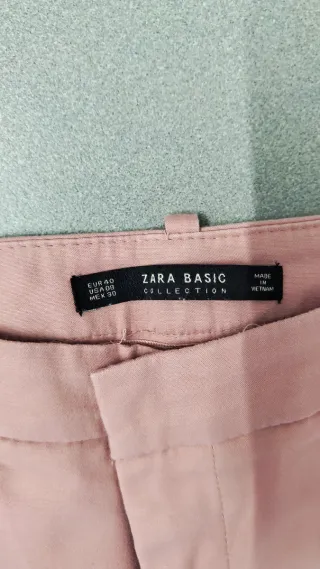 EUR 40
USA 08
MEX 30
ZARA BASIC
COLLECTION
MADE
IN
VIETNAM